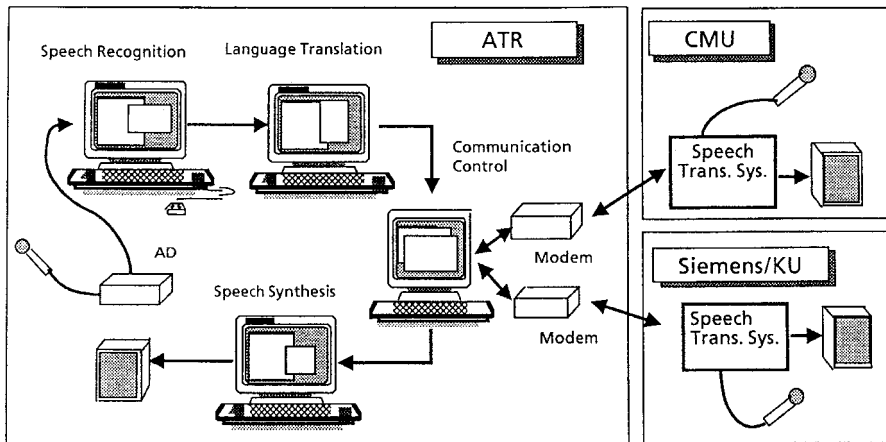 ATR
Speech Recognition
Language Translation
Communication
Control
AD
Modem
Modem
Speech Synthesis
CMU
Speech
Trans. Sys.
Siemens/KU
Speech
Trans. Sys.